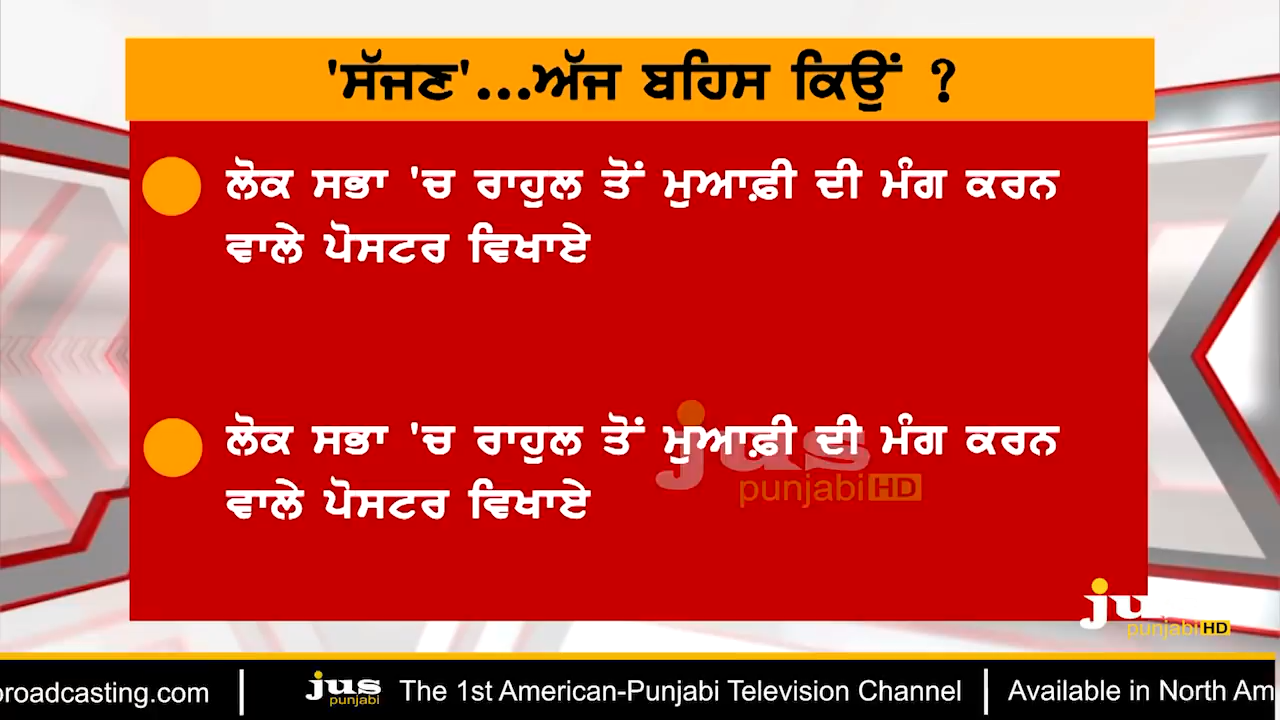 'ਸੱਜਣ'...ਅੱਜ ਬਹਿਸ ਕਿਉਂ ?
ਲੋਕ ਸਭਾ 'ਚ ਰਾਹੁਲ ਤੋਂ ਮੁਆਫ਼ੀ ਦੀ ਮੰਗ ਕਰਨ
ਵਾਲੇ ਪੋਸਟਰ ਵਿਖਾਏ
ਲੋਕ ਸਭਾ 'ਚ ਰਾਹੁਲ ਤੋਂ ਮੁਆਫ਼ੀ ਦੀ ਮੰਗ ਕਰਨ
ਵਾਲੇ ਪੋਸਟਰ ਵਿਖਾਏ
jus
punjabi HD
punjabi HD
roadcasting.com | jus punjabi The 1st American-Punjabi Television Channel | Available in North Am